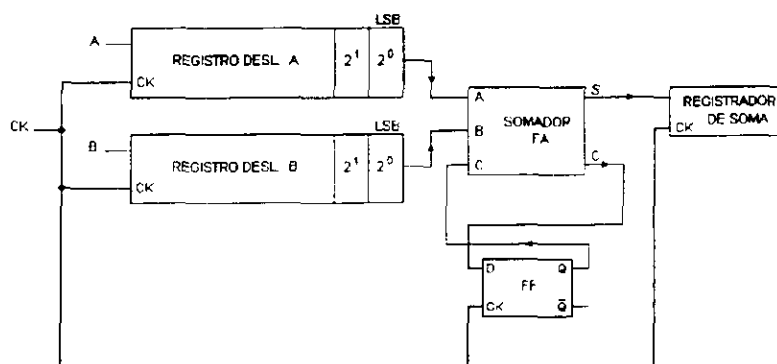 LSB
A
REGISTRO DESL. A
2¹
2⁰
CK
CK
LSB
B
REGISTRO DESL. B
2¹
2⁰
CK
A
B
C
SOMADOR
FA
S
C
REGISTRADOR
DE SOMA
CK
D
Q
FF
CK
Q̅